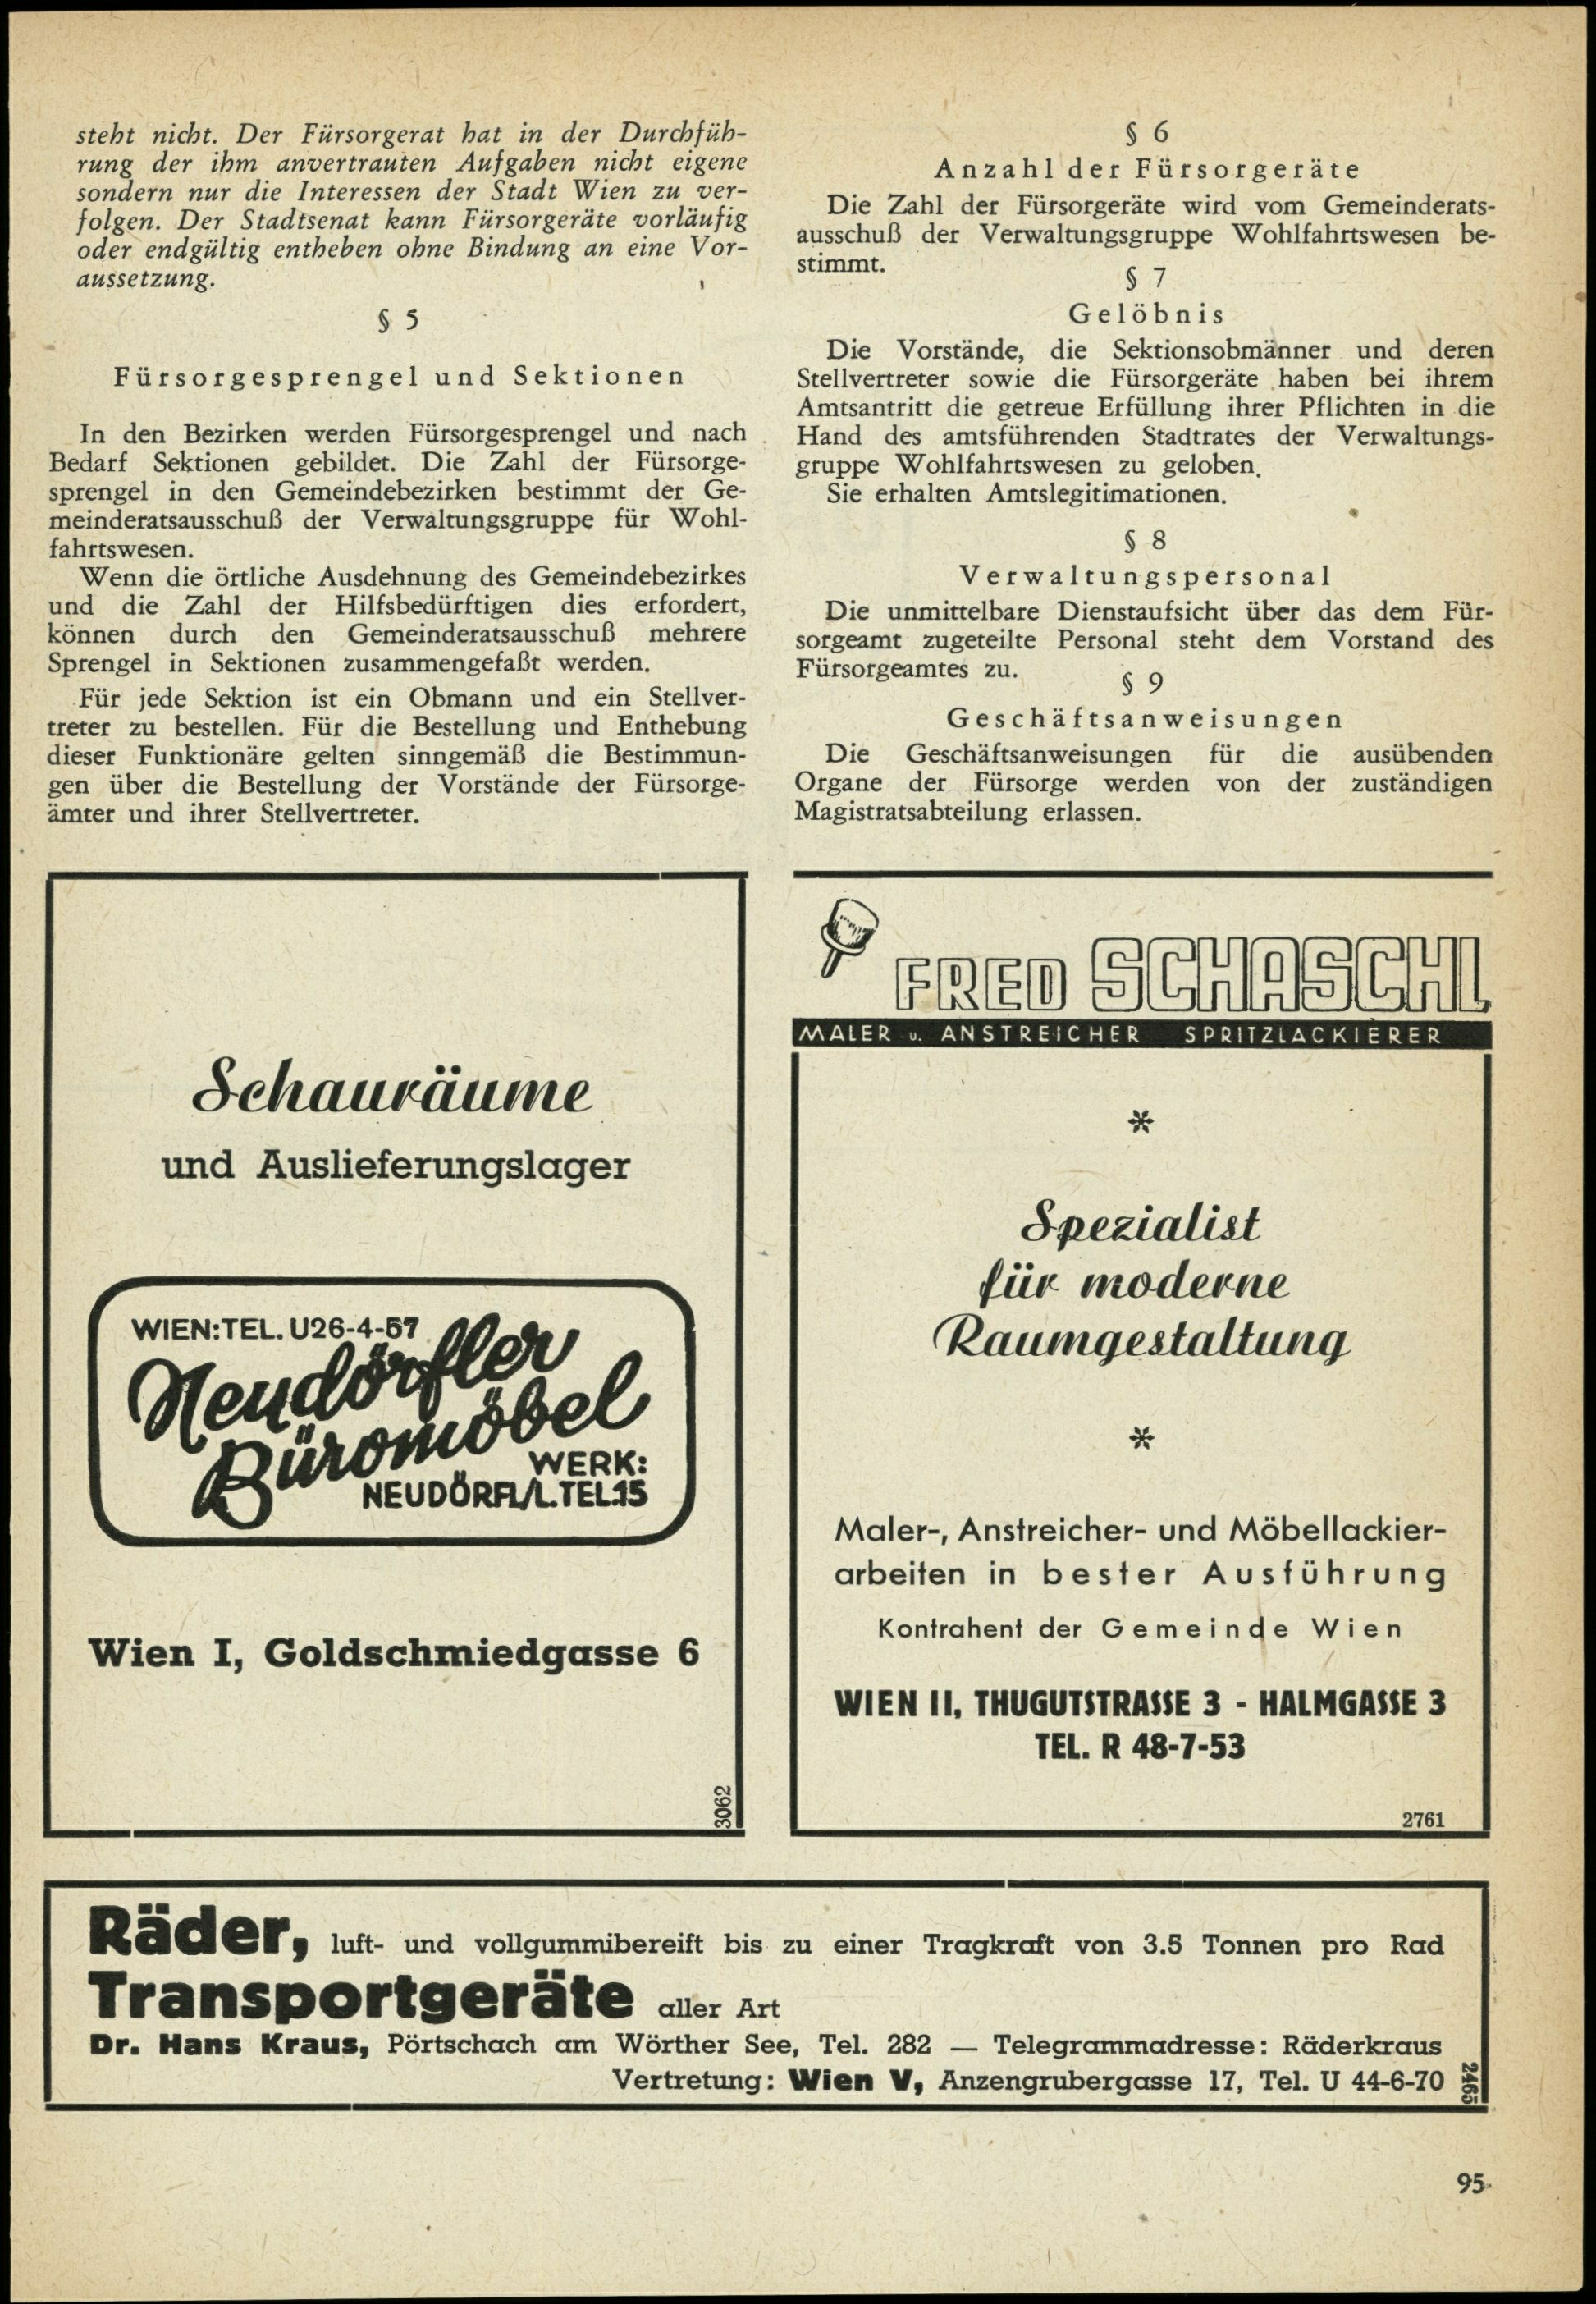 steht nicht. Der Fürsorgerat hat in der Durchfüh-
rung der ihm anvertrauten Aufgaben nicht eigene
sondern nur die Interessen der Stadt Wien zu ver-
folgen. Der Stadtsenat kann Fürsorgeräte vorläufig
oder endgültig entheben ohne Bindung an eine Vor-
aussetzung.
§ 5
Fürsorgesprengel und Sektionen
In den Bezirken werden Fürsorgesprengel und nach
Bedarf Sektionen gebildet. Die Zahl der Fürsorge-
sprengel in den Gemeindebezirken bestimmt der Ge-
meinderatsausschuß der Verwaltungsgruppe für Wohl-
fahrtswesen.
Wenn die örtliche Ausdehnung des Gemeindebezirkes
und die Zahl der Hilfsbedürftigen dies erfordert,
können durch den Gemeinderatsausschuß mehrere
Sprengel in Sektionen zusammengefaßt werden.
Für jede Sektion ist ein Obmann und ein Stellver-
treter zu bestellen. Für die Bestellung und Enthebung
dieser Funktionäre gelten sinngemäß die Bestimmun-
gen über die Bestellung der Vorstände der Fürsorge-
ämter und ihrer Stellvertreter.
§ 6
Anzahl der Fürsorgeräte
Die Zahl der Fürsorgeräte wird vom Gemeinderats-
ausschuß der Verwaltungsgruppe Wohlfahrtswesen be-
stimmt.
§ 7
Gelöbnis
Die Vorstände, die Sektionsobmänner und deren
Stellvertreter sowie die Fürsorgeräte haben bei ihrem
Amtsantritt die getreue Erfüllung ihrer Pflichten in die
Hand des amtsführenden Stadtrates der Verwaltungs-
gruppe Wohlfahrtswesen zu geloben.
Sie erhalten Amtslegitimationen.
§ 8
Verwaltungspersonal
Die unmittelbare Dienstaufsicht über das dem Für-
sorgeamt zugeteilte Personal steht dem Vorstand des
Fürsorgeamtes zu.
§ 9
Geschäftsanweisungen
Die Geschäftsanweisungen für die ausübenden
Organe der Fürsorge werden von der zuständigen
Magistratsabteilung erlassen.
Schauräume
und Auslieferungslager
WIEN: TEL. U26-4-57
Neudörfler
Büromöbel
WERK:
NEUDÖRFL/L. TEL.15
Wien I, Goldschmiedgasse 6
3062
FRED SCHASCHL
MALER u. ANSTREICHER SPRITZLACKIERER
*
Spezialist
für moderne
Raumgestaltung
*
Maler-, Anstreicher- und Möbellackier-
arbeiten in bester Ausführung
Kontrahent der Gemeinde Wien
WIEN II, THUGUTSTRASSE 3 - HALMGASSE 3
TEL. R 48-7-53
2761
Räder, luft- und vollgummibereift bis zu einer Tragkraft von 3.5 Tonnen pro Rad
Transportgeräte aller Art
Dr. Hans Kraus, Pörtschach am Wörther See, Tel. 282 — Telegrammadresse: Räderkraus
Vertretung: Wien V, Anzengrubergasse 17, Tel. U 44-6-70
2465
95